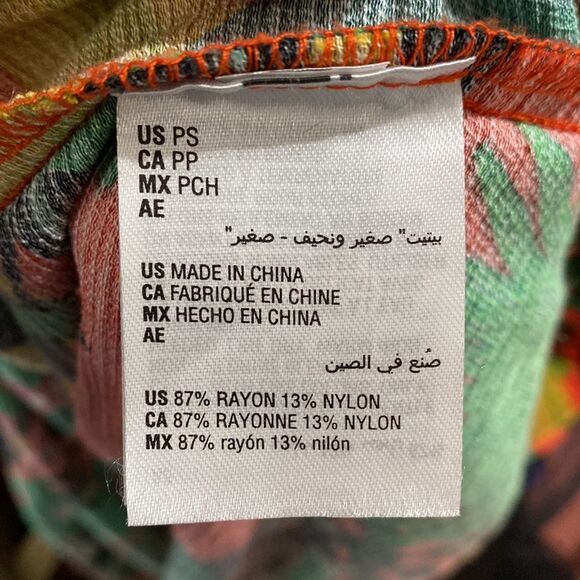 US PS
CA PP
MX PCH
AE
بيتيت" صغير ونحيف - صغير"
US MADE IN CHINA
CA FABRIQUÉ EN CHINE
MX HECHO EN CHINA
AE
صُنع في الصين
US 87% RAYON 13% NYLON
CA 87% RAYONNE 13% NYLON
MX 87% rayón 13% nilón